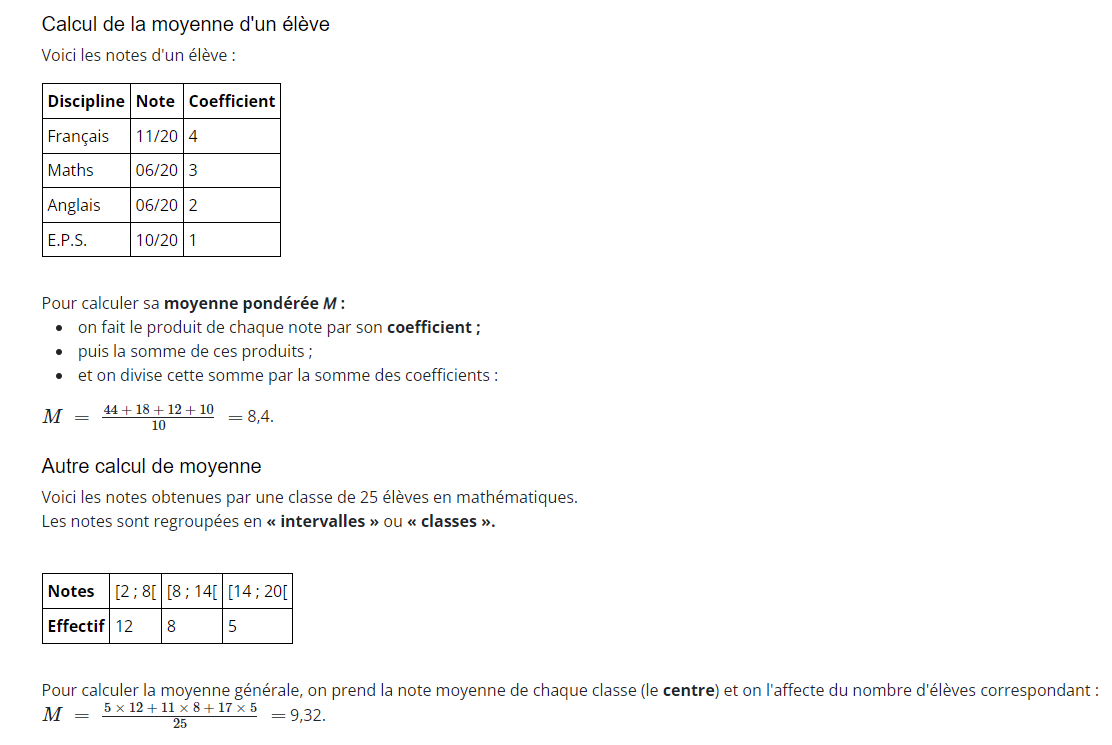 Calcul de la moyenne d'un élève
Voici les notes d'un élève :
Discipline Note Coefficient
Français 11/20 4
Maths 06/20 3
Anglais 06/20 2
E.P.S. 10/20 1
Pour calculer sa moyenne pondérée M :
• on fait le produit de chaque note par son coefficient ;
• puis la somme de ces produits ;
• et on divise cette somme par la somme des coefficients :
M = (44 + 18 + 12 + 10) / 10 = 8,4.
Autre calcul de moyenne
Voici les notes obtenues par une classe de 25 élèves en mathématiques.
Les notes sont regroupées en « intervalles » ou « classes ».
Notes [2 ; 8[ [8 ; 14[ [14 ; 20[
Effectif 12 8 5
Pour calculer la moyenne générale, on prend la note moyenne de chaque classe (le centre) et on l'affecte du nombre d'élèves correspondant :
M = (5 × 12 + 11 × 8 + 17 × 5) / 25 = 9,32.